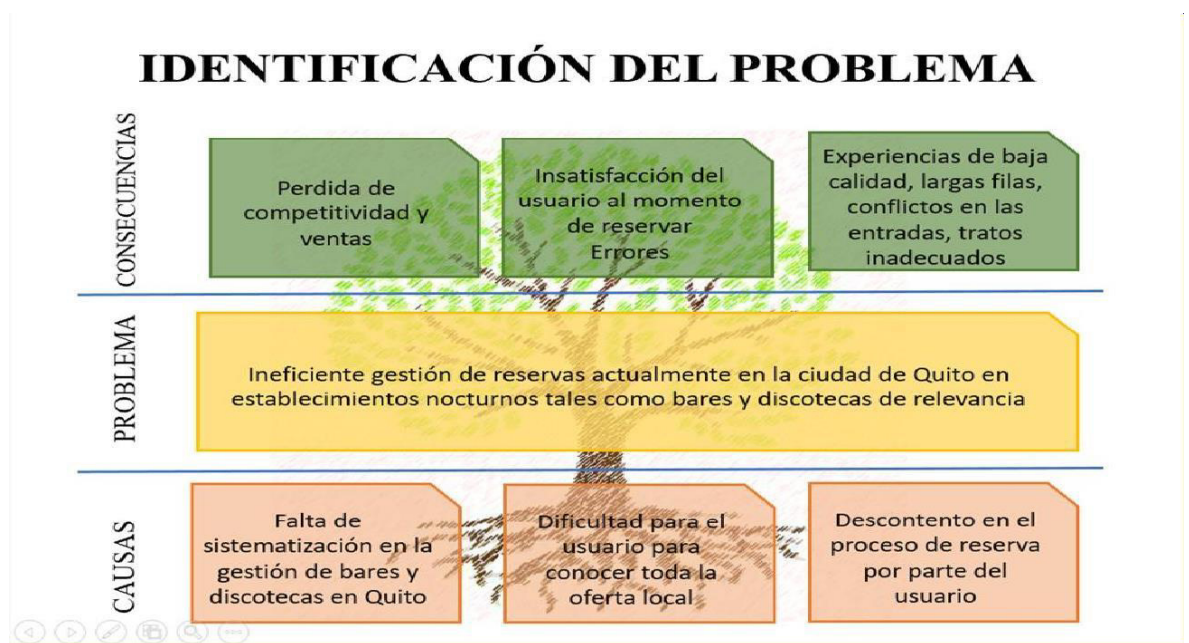 IDENTIFICACIÓN DEL PROBLEMA
CONSECUENCIAS
Perdida de
competitividad y
ventas
Insatisfacción del
usuario al momento
de reservar
Errores
Experiencias de baja
calidad, largas filas,
conflictos en las
entradas, tratos
inadecuados
PROBLEMA
Ineficiente gestión de reservas actualmente en la ciudad de Quito en
establecimientos nocturnos tales como bares y discotecas de relevancia
CAUSAS
Falta de
sistematización en la
gestión de bares y
discotecas en Quito
Dificultad para el
usuario para
conocer toda la
oferta local
Descontento en el
proceso de reserva
por parte del
usuario